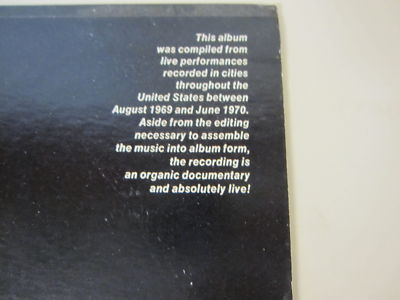 This album
was compiled from
live performances
recorded in cities
throughout the
United States between
August 1969 and June 1970.
Aside from the editing
necessary to assemble
the music into album form,
the recording is
an organic documentary
and absolutely live!